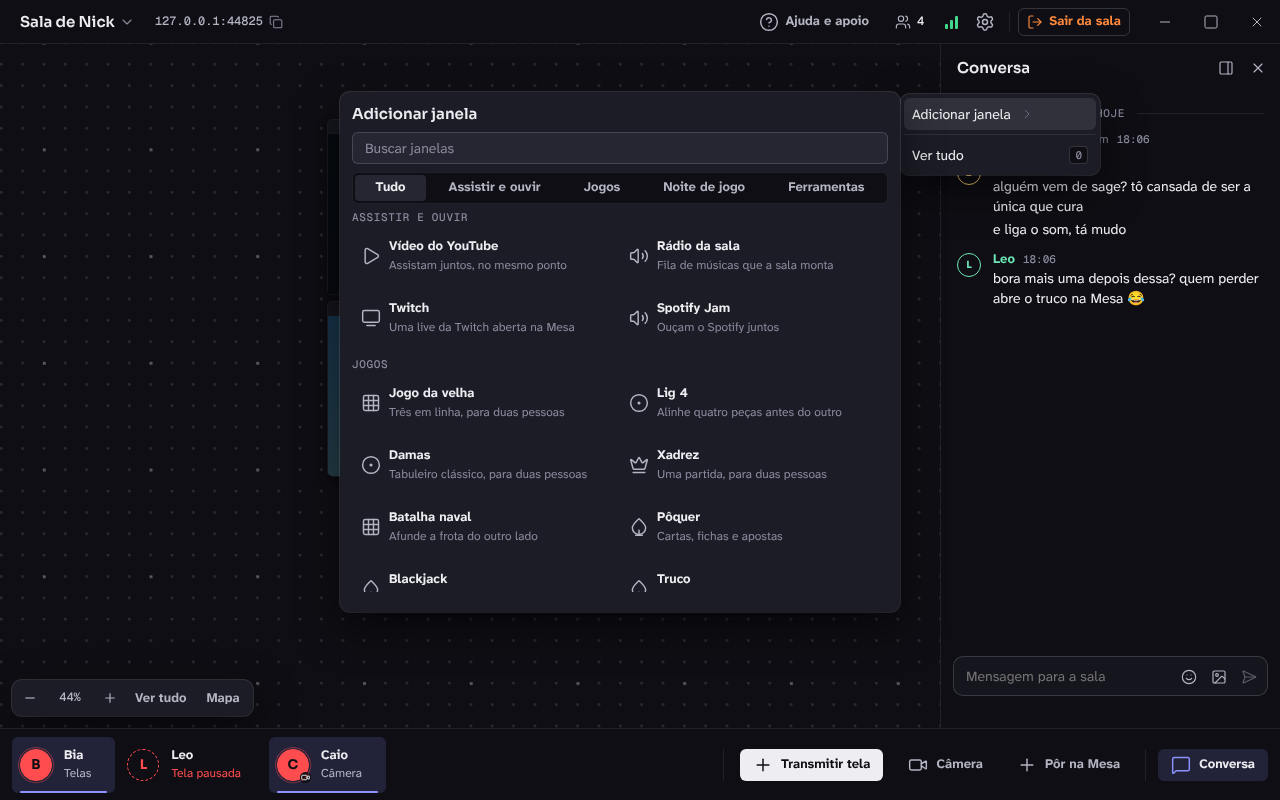 Sala de Nick
127.0.0.1:44825
Ajuda e apoio
4
Sair da sala
Conversa
Adicionar janela
Buscar janelas
Tudo
Assistir e ouvir
Jogos
Noite de jogo
Ferramentas
ASSISTIR E OUVIR
Vídeo do YouTube
Assistam juntos, no mesmo ponto
Rádio da sala
Fila de músicas que a sala monta
Twitch
Uma live da Twitch aberta na Mesa
Spotify Jam
Ouçam o Spotify juntos
JOGOS
Jogo da velha
Três em linha, para duas pessoas
Lig 4
Alinhe quatro peças antes do outro
Damas
Tabuleiro clássico, para duas pessoas
Xadrez
Uma partida, para duas pessoas
Batalha naval
Afunde a frota do outro lado
Pôquer
Cartas, fichas e apostas
Blackjack
Truco
Adicionar janela
Ver tudo
0
18:06
alguém vem de sage? tô cansada de ser a
única que cura
e liga o som, tá mudo
L
Leo 18:06
bora mais uma depois dessa? quem perder
abre o truco na Mesa 😂
Mensagem para a sala
44%
Ver tudo
Mapa
B
Bia
Telas
L
Leo
Tela pausada
C
Caio
Câmera
Transmitir tela
Câmera
Pôr na Mesa
Conversa